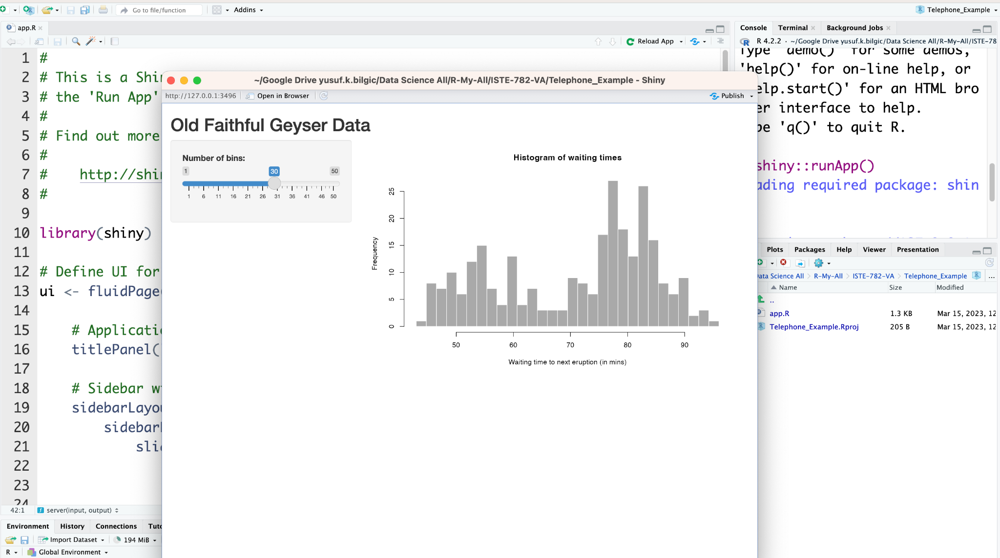 Go to file/function
Addins
Telephone_Example
app.R
Reload App
1 #
2 # This is a Shi
3 # the 'Run App'
4 #
5 # Find out more
6 #
7 # http://shi
8 #
9
10 library(shiny)
11
12 # Define UI for
13 ui <- fluidPage
14
15 # Applicati
16 titlePanel(
17
18 # Sidebar w
19 sidebarLayou
20 sidebar
21 sli
22
23
24
42:1 server(input, output)
Environment History Connections Tuto
Import Dataset 194 MiB
R Global Environment
~/Google Drive yusuf.k.bilgic/Data Science All/R-My-All/ISTE-782-VA/Telephone_Example - Shiny
http://127.0.0.1:3496 Open in Browser Publish
Old Faithful Geyser Data
Number of bins:
1 30 50
1 6 11 16 21 26 31 36 41 46 50
Histogram of waiting times
Frequency
0 5 10 15 20 25
50 60 70 80 90
Waiting time to next eruption (in mins)
Console Terminal Background Jobs
R 4.2.2 · ~/Google Drive yusuf.k.bilgic/Data Science All/R-My-All/ISTE-78
Type 'demo()' for some demos,
'help()' for on-line help, or
elp.start()' for an HTML bro
er interface to help.
pe 'q()' to quit R.
shiny::runApp()
ading required package: shin
Plots Packages Help Viewer Presentation
ata Science All R-My-All ISTE-782-VA Telephone_Example ...
Name Size Modified
..
app.R 1.3 KB Mar 15, 2023, 12
Telephone_Example.Rproj 205 B Mar 15, 2023, 12